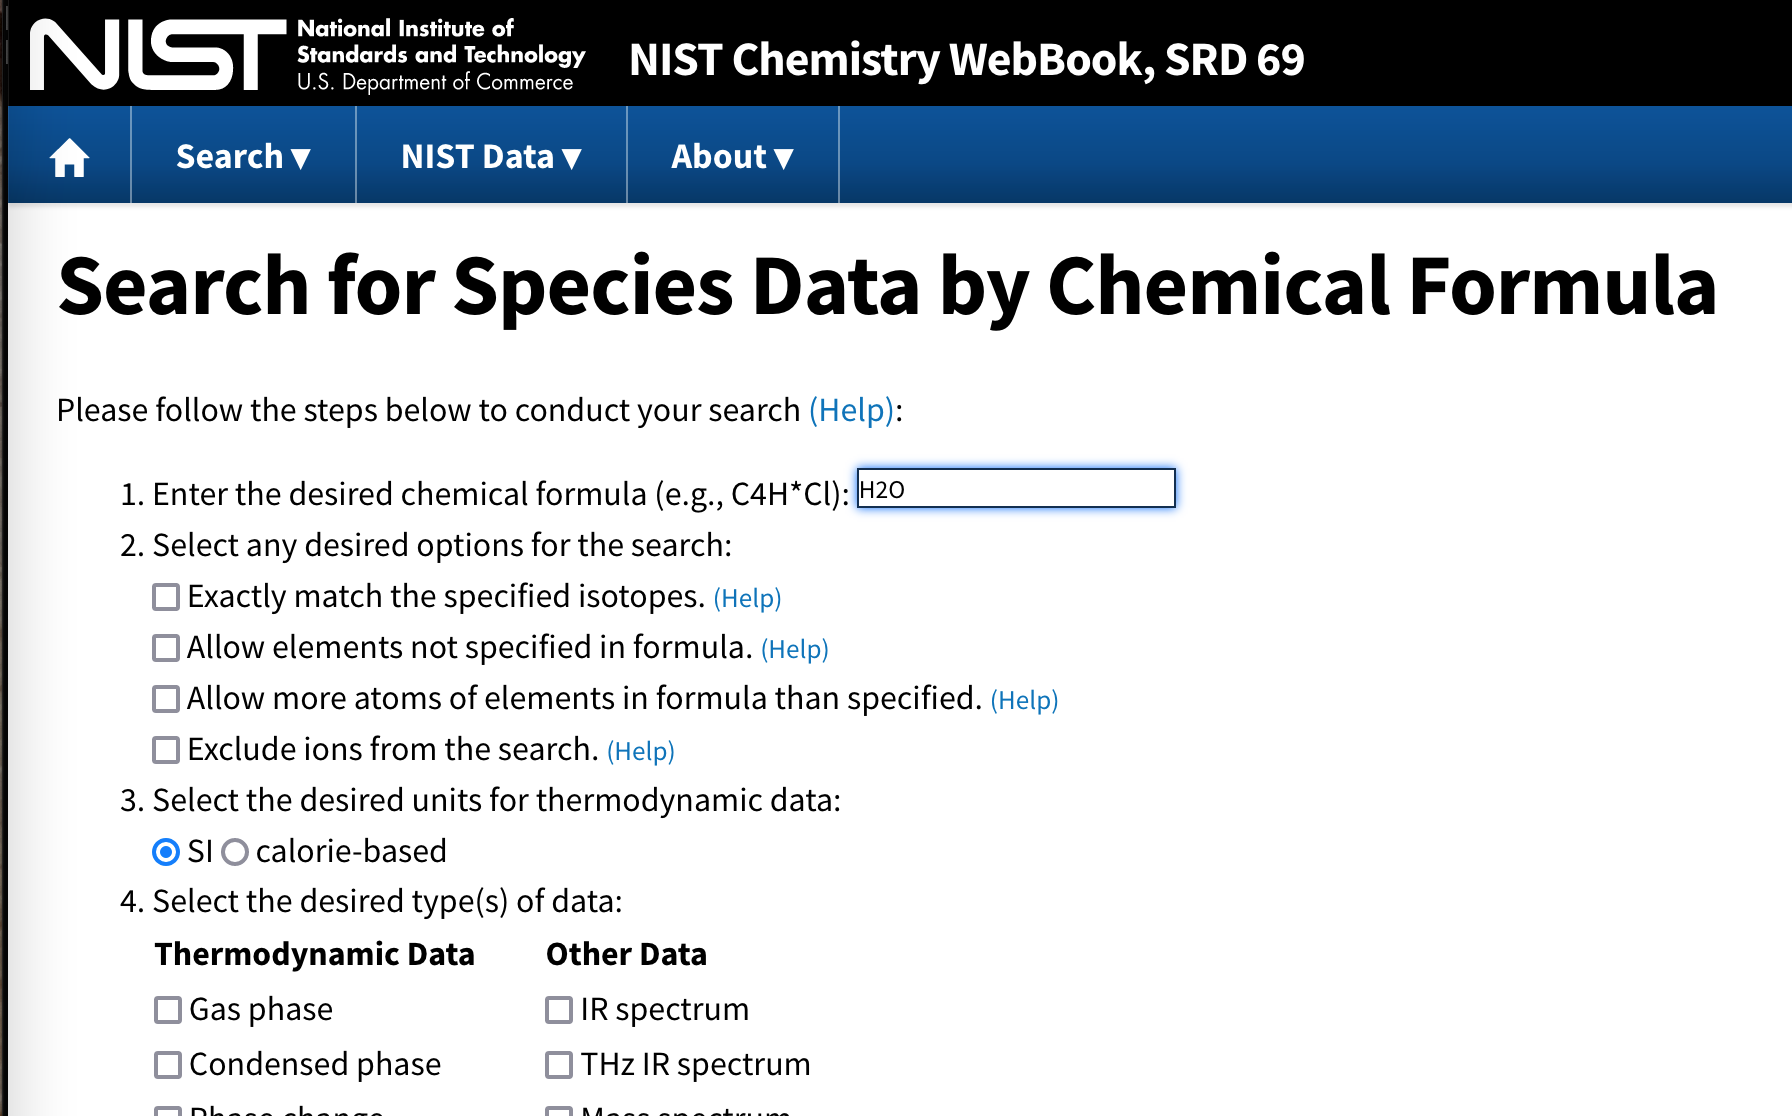 NIST
National Institute of
Standards and Technology
U.S. Department of Commerce
NIST Chemistry WebBook, SRD 69
Search ▼
NIST Data ▼
About ▼
Search for Species Data by Chemical Formula
Please follow the steps below to conduct your search (Help):
1. Enter the desired chemical formula (e.g., C4H*Cl): H2O
2. Select any desired options for the search:
Exactly match the specified isotopes. (Help)
Allow elements not specified in formula. (Help)
Allow more atoms of elements in formula than specified. (Help)
Exclude ions from the search. (Help)
3. Select the desired units for thermodynamic data:
SI calorie-based
4. Select the desired type(s) of data:
Thermodynamic Data Other Data
Gas phase IR spectrum
Condensed phase THz IR spectrum
Phase change Mass spectrum